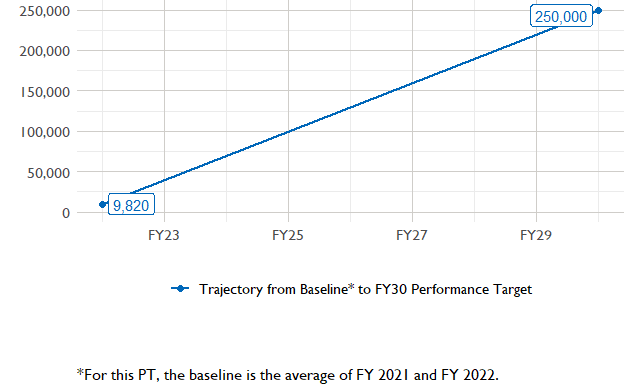 250,000
250,000
200,000
150,000
100,000
50,000
9,820
0
FY23 FY25 FY27 FY29
Trajectory from Baseline* to FY30 Performance Target
*For this PT, the baseline is the average of FY 2021 and FY 2022.